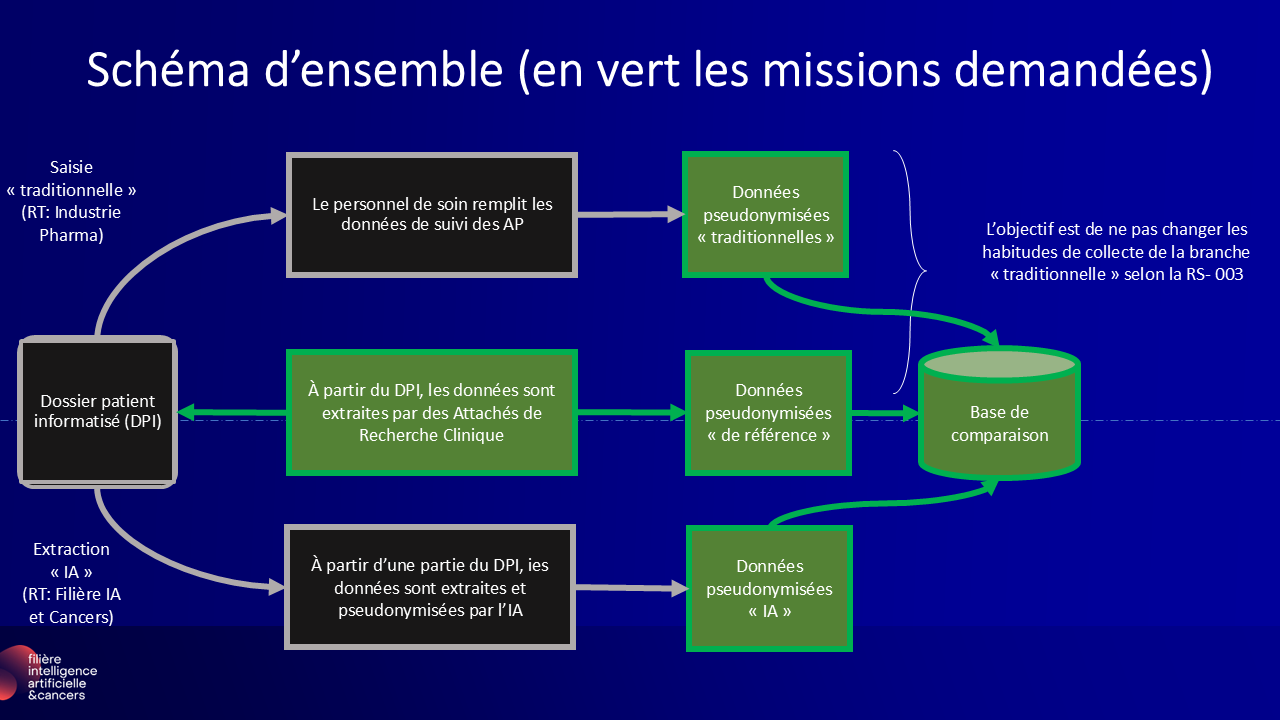 Schéma d’ensemble (en vert les missions demandées)
Saisie
« traditionnelle »
(RT: Industrie
Pharma)
Le personnel de soin remplit les
données de suivi des AP
Données
pseudonymisées
« traditionnelles »
L’objectif est de ne pas changer les
habitudes de collecte de la branche
« traditionnelle » selon la RS- 003
Dossier patient
informatisé (DPI)
À partir du DPI, les données sont
extraites par des Attachés de
Recherche Clinique
Données
pseudonymisées
« de référence »
Base de
comparaison
Extraction
« IA »
(RT: Filière IA
et Cancers)
À partir d’une partie du DPI, ies
données sont extraites et
pseudonymisées par l’IA
Données
pseudonymisées
« IA »
filière
intelligence
artificielle
&cancers